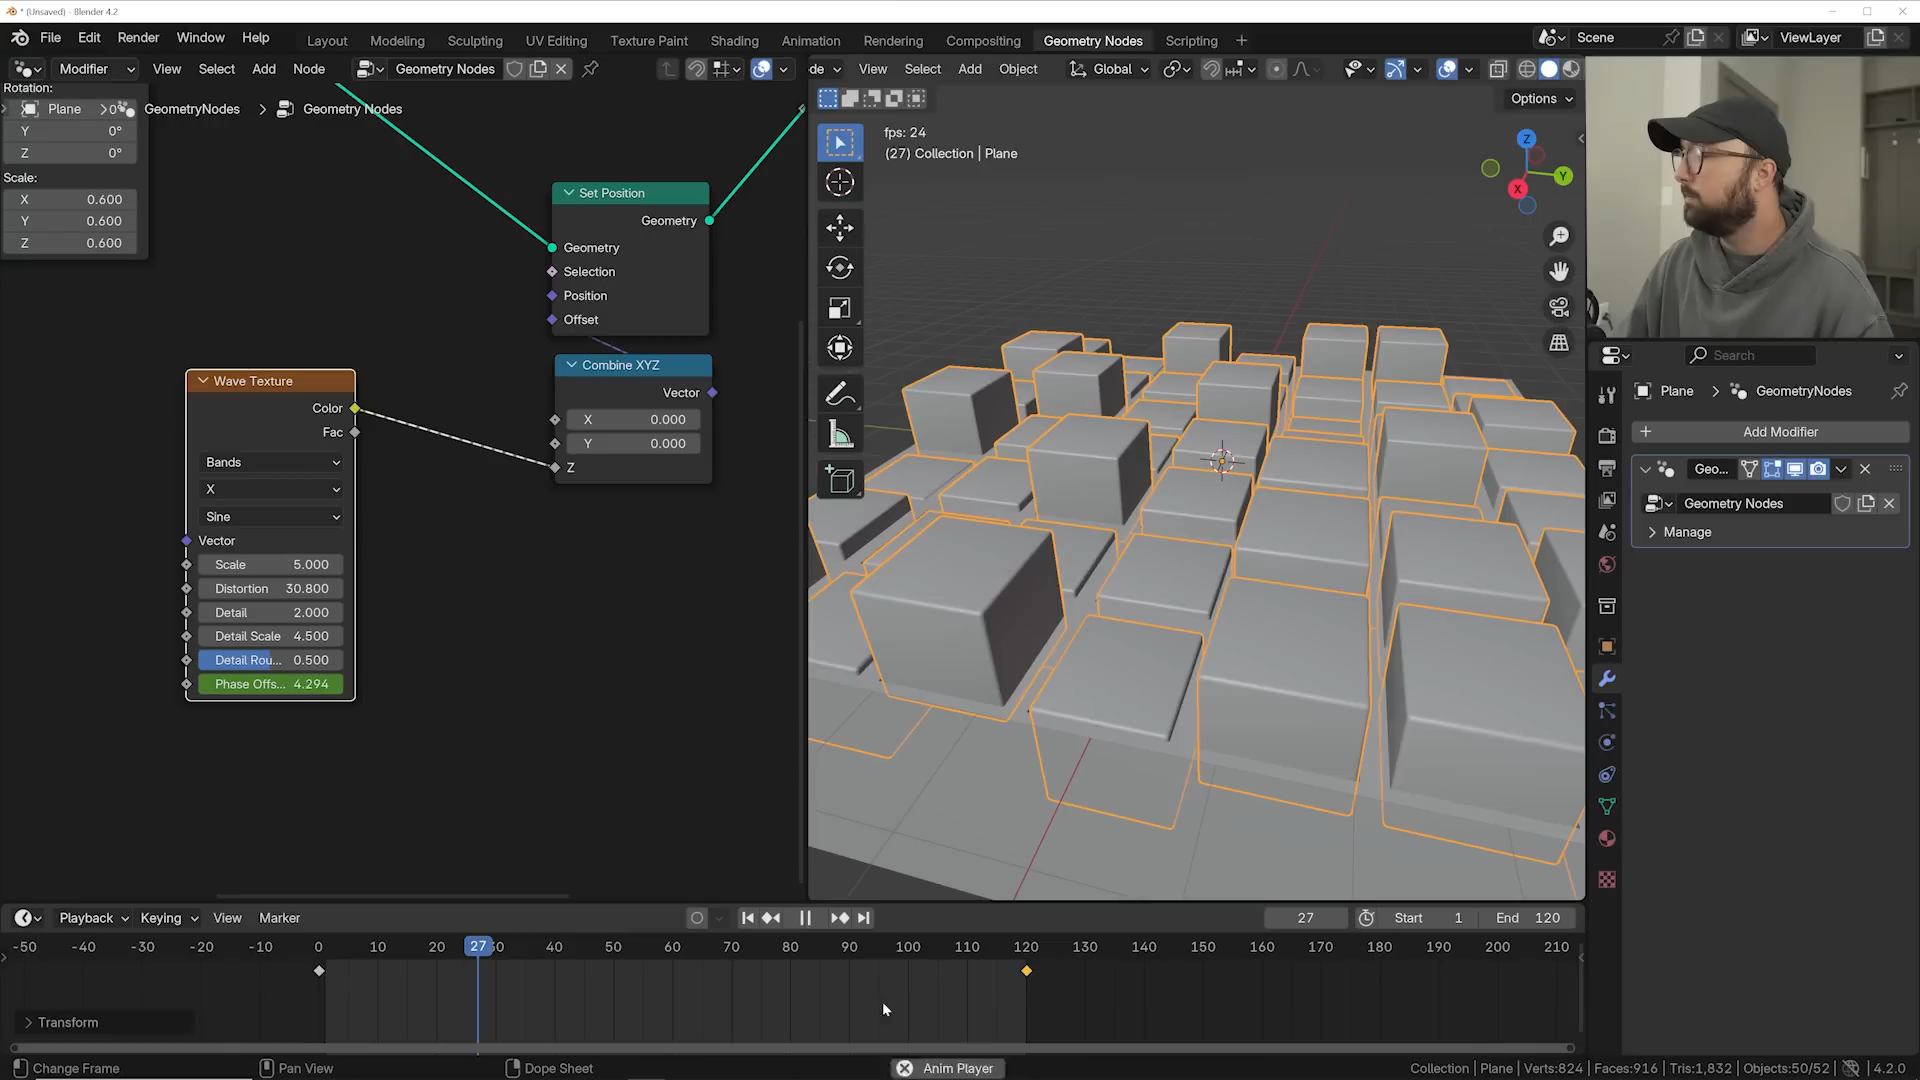 * (Unsaved) - Blender 4.2
File Edit Render Window Help
Layout Modeling Sculpting UV Editing Texture Paint Shading Animation Rendering Compositing Geometry Nodes Scripting +
Scene ViewLayer
Modifier View Select Add Node Geometry Nodes
de View Select Add Object Global
Options
Rotation:
Plane 0° GeometryNodes > Geometry Nodes
Y 0°
Z 0°
Scale:
X 0.600
Y 0.600
Z 0.600
Set Position
Geometry
Geometry
Selection
Position
Offset
Combine XYZ
Vector
X 0.000
Y 0.000
Z
Wave Texture
Color
Fac
Bands
X
Sine
Vector
Scale 5.000
Distortion 30.800
Detail 2.000
Detail Scale 4.500
Detail Rou... 0.500
Phase Offs... 4.294
fps: 24
(27) Collection | Plane
Z
Y
X
Search
Plane > GeometryNodes
+ Add Modifier
Geo...
Geometry Nodes
> Manage
Playback Keying View Marker
27 Start 1 End 120
-50 -40 -30 -20 -10 0 10 20 27 30 40 50 60 70 80 90 100 110 120 130 140 150 160 170 180 190 200 210
> Transform
Change Frame Pan View Dope Sheet Anim Player Collection | Plane | Verts:824 | Faces:916 | Tris:1,832 | Objects:50/52 | 4.2.0